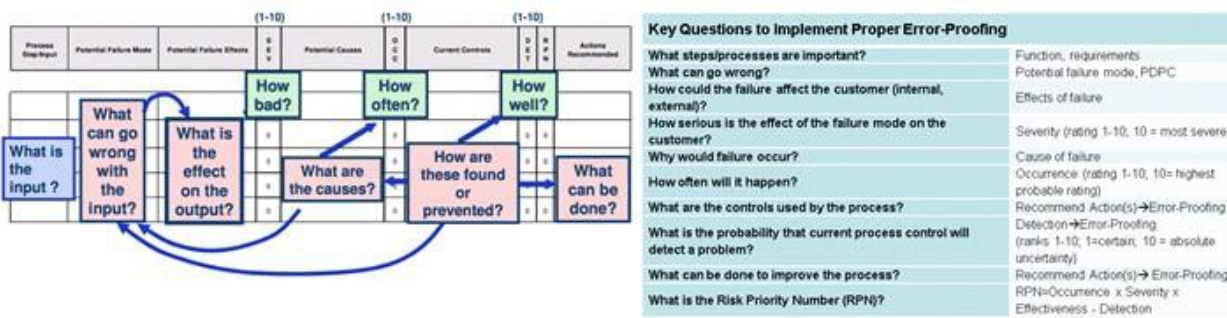 (1-10)
(1-10)
(1-10)
Process
Step/Input
Potential Failure Mode
Potential Failure Effects
S
E
V
Potential Causes
O
C
C
Current Controls
D
E
T
R
P
N
Actions
Recommended
How
bad?
How
often?
How
well?
What is
the
input ?
What
can go
wrong
with
the
input?
What is
the
effect
on the
output?
What are
the causes?
How are
these found
or
prevented?
What
can be
done?
Key Questions to Implement Proper Error-Proofing
What steps/processes are important?
Function, requirements
What can go wrong?
Potential failure mode, PDPC
How could the failure affect the customer (internal,
external)?
Effects of failure
How serious is the effect of the failure mode on the
customer?
Severity (rating 1-10; 10 = most severe
Why would failure occur?
Cause of failure
How often will it happen?
Occurrence (rating 1-10, 10= highest
probable rating)
What are the controls used by the process?
Recommend Action(s)→Error-Proofing
What is the probability that current process control will
detect a problem?
Detection→Error-Proofing
(ranks 1-10; 1=certain; 10 = absolute
uncertainty)
What can be done to improve the process?
Recommend Action(s)→ Error-Proofing
What is the Risk Priority Number (RPN)?
RPN=Occurrence x Severity x
Effectiveness - Detection